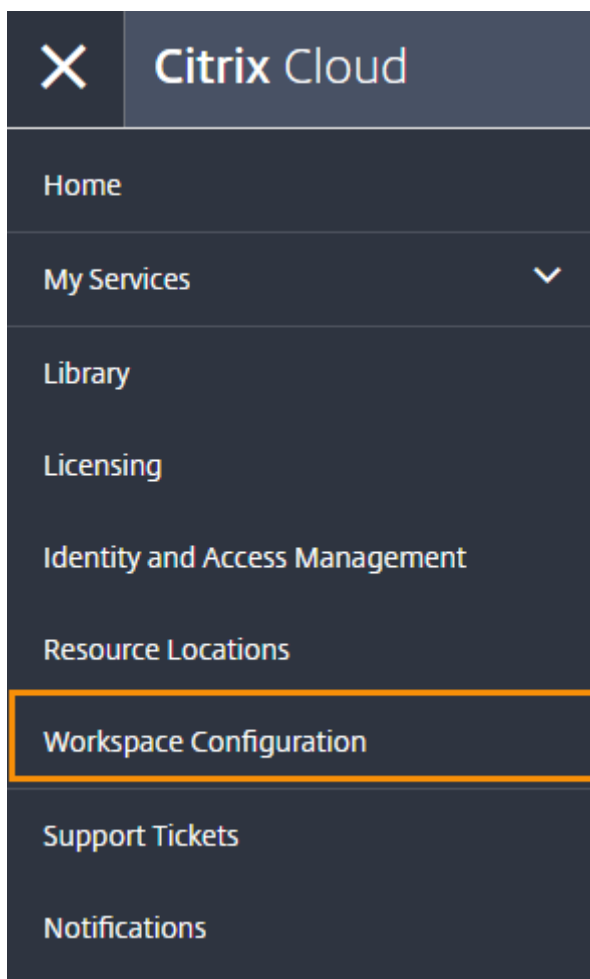 Citrix Cloud
Home
My Services
Library
Licensing
Identity and Access Management
Resource Locations
Workspace Configuration
Support Tickets
Notifications